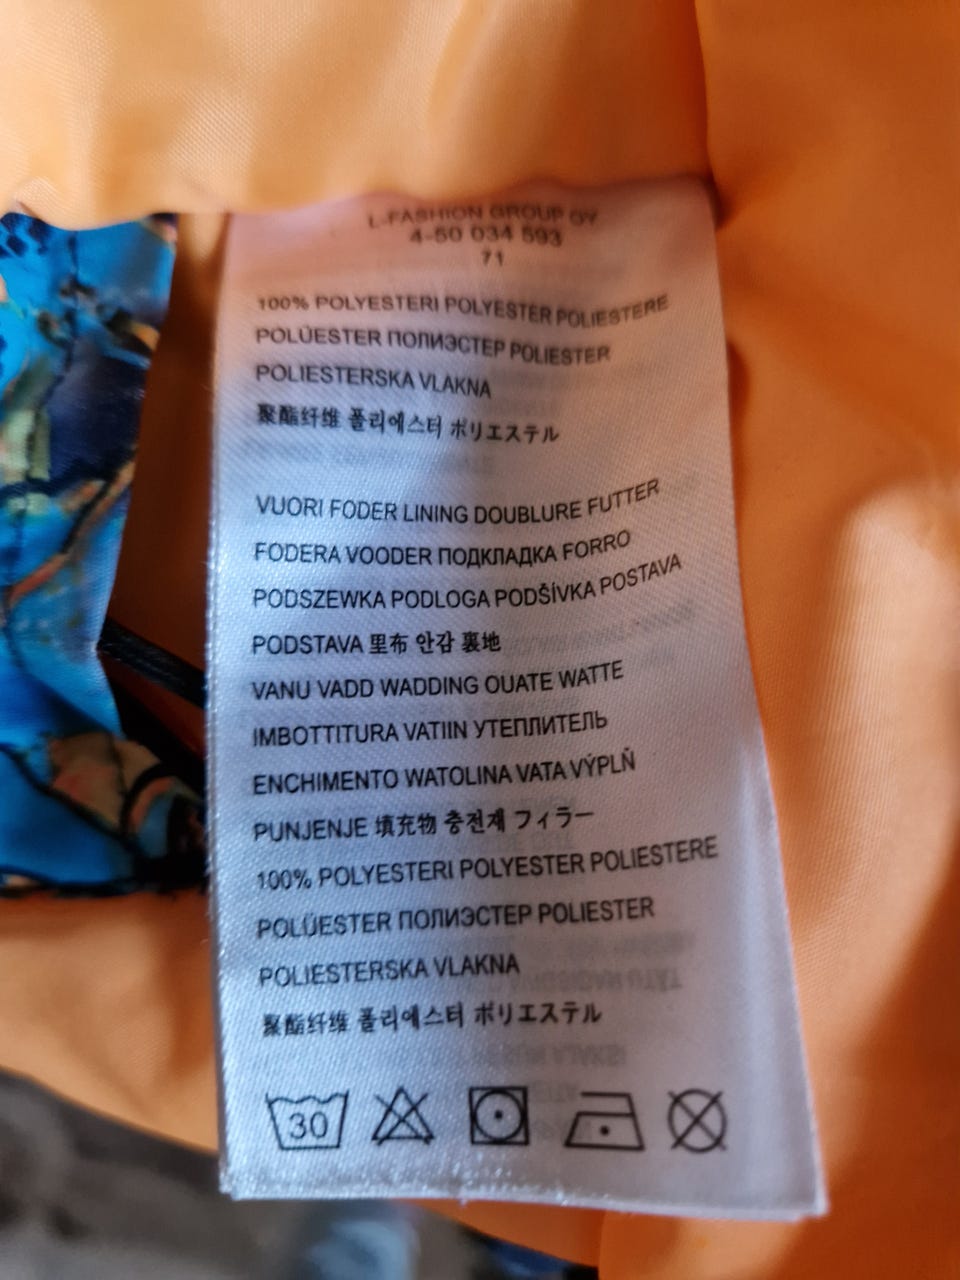 L-FASHION GROUP OY
4-50 034 593
71
100% POLYESTERI POLYESTER POLIESTERE
POLÜESTER ПОЛИЭСТЕР POLIESTER
POLIESTERSKA VLAKNA
聚酯纤维 폴리에스터 ポリエステル
VUORI FODER LINING DOUBLURE FUTTER
FODERA VOODER ПОДКЛАДКА FORRO
PODSZEWKA PODLOGA PODŠÍVKA POSTAVA
PODSTAVA 里布 안감 裏地
VANU VADD WADDING OUATE WATTE
IMBOTTITURA VATIIN УТЕПЛИТЕЛЬ
ENCHIMENTO WATOLINA VATA VÝPLŇ
PUNJENJE 填充物 충전재 フィラー
100% POLYESTERI POLYESTER POLIESTERE
POLÜESTER ПОЛИЭСТЕР POLIESTER
POLIESTERSKA VLAKNA
聚酯纤维 폴리에스터 ポリエステル
30